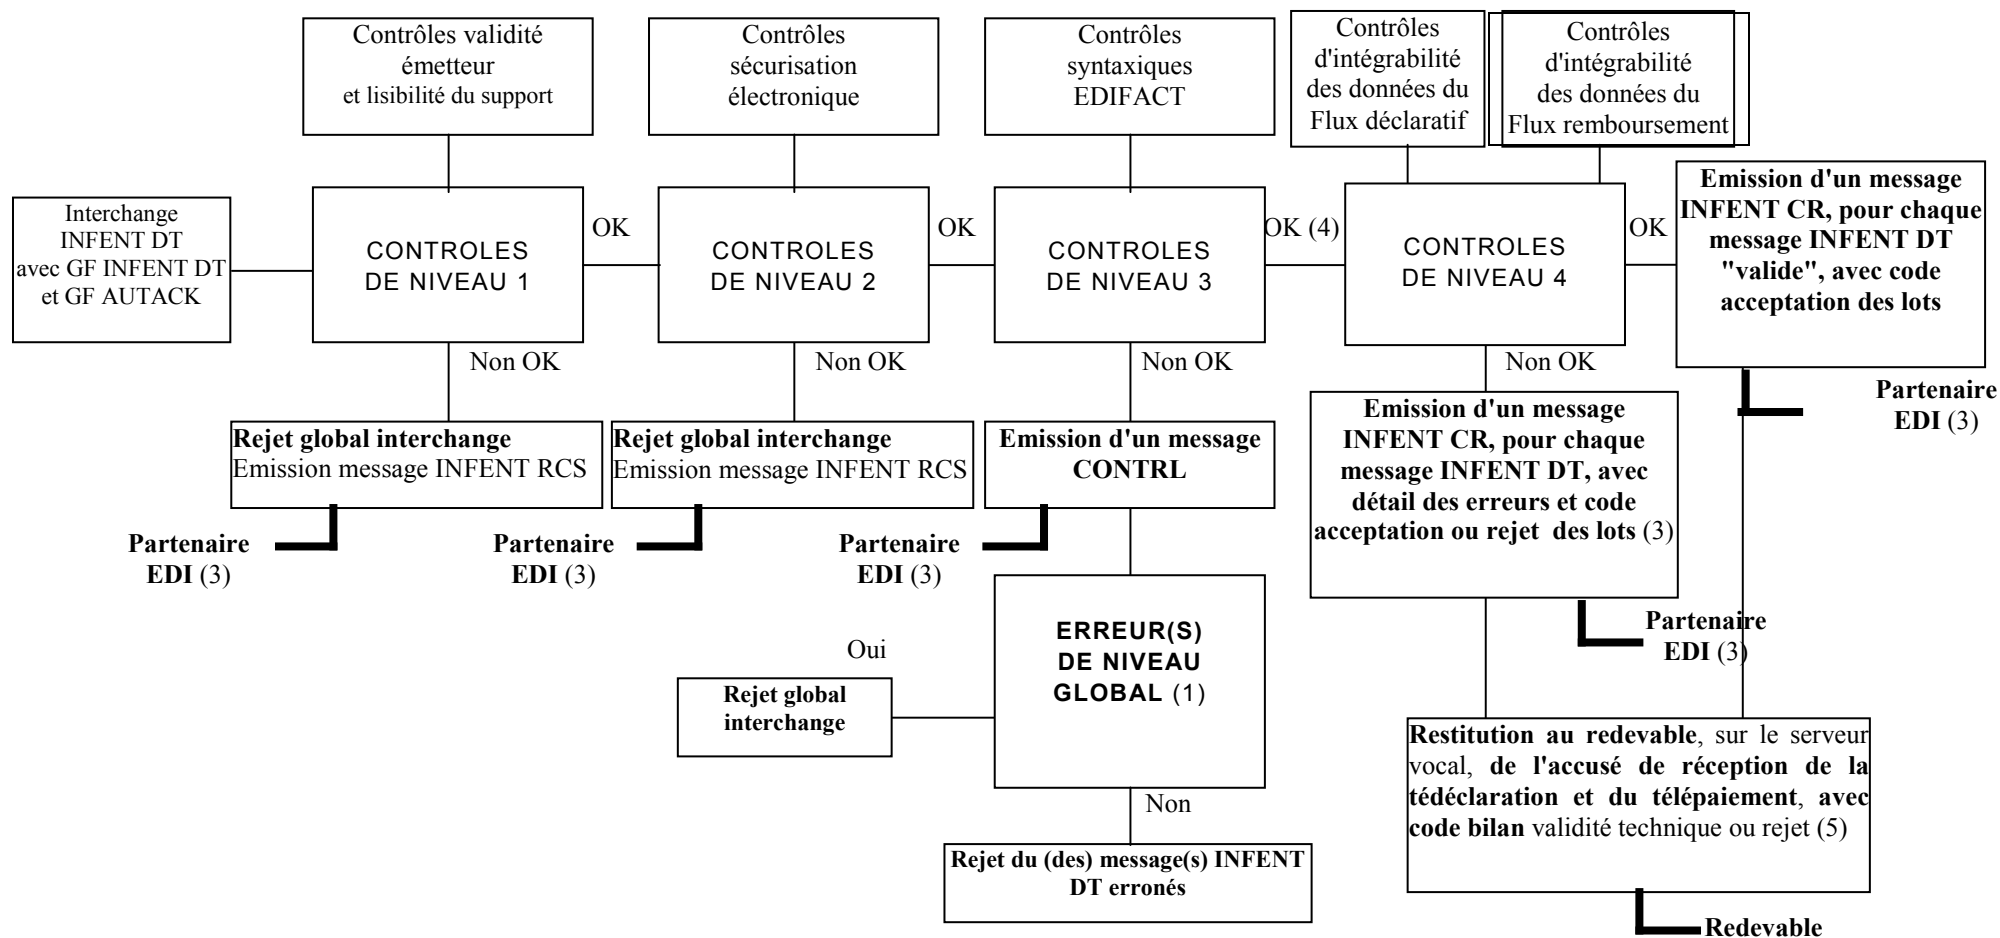 Contrôles validité
émetteur
et lisibilité du support
Contrôles
sécurisation
électronique
Contrôles
syntaxiques
EDIFACT
Contrôles
d'intégrabilité
des données du
Flux déclaratif
Contrôles
d'intégrabilité
des données du
Flux remboursement
Interchange
INFENT DT
avec GF INFENT DT
et GF AUTACK
CONTROLES
DE NIVEAU 1
OK
CONTROLES
DE NIVEAU 2
OK
CONTROLES
DE NIVEAU 3
OK (4)
CONTROLES
DE NIVEAU 4
OK
Emission d'un message
INFENT CR, pour chaque
message INFENT DT
"valide", avec code
acceptation des lots
Non OK
Non OK
Non OK
Non OK
Partenaire
EDI (3)
Rejet global interchange
Emission message INFENT RCS
Rejet global interchange
Emission message INFENT RCS
Emission d'un message
CONTRL
Emission d'un message
INFENT CR, pour chaque
message INFENT DT, avec
détail des erreurs et code
acceptation ou rejet des lots (3)
Partenaire
EDI (3)
Partenaire
EDI (3)
Partenaire
EDI (3)
Partenaire
EDI (3)
ERREUR(S)
DE NIVEAU
GLOBAL (1)
Oui
Rejet global
interchange
Non
Rejet du (des) message(s) INFENT
DT erronés
Restitution au redevable, sur le serveur
vocal, de l'accusé de réception de la
tédéclaration et du télépaiement, avec
code bilan validité technique ou rejet (5)
Redevable